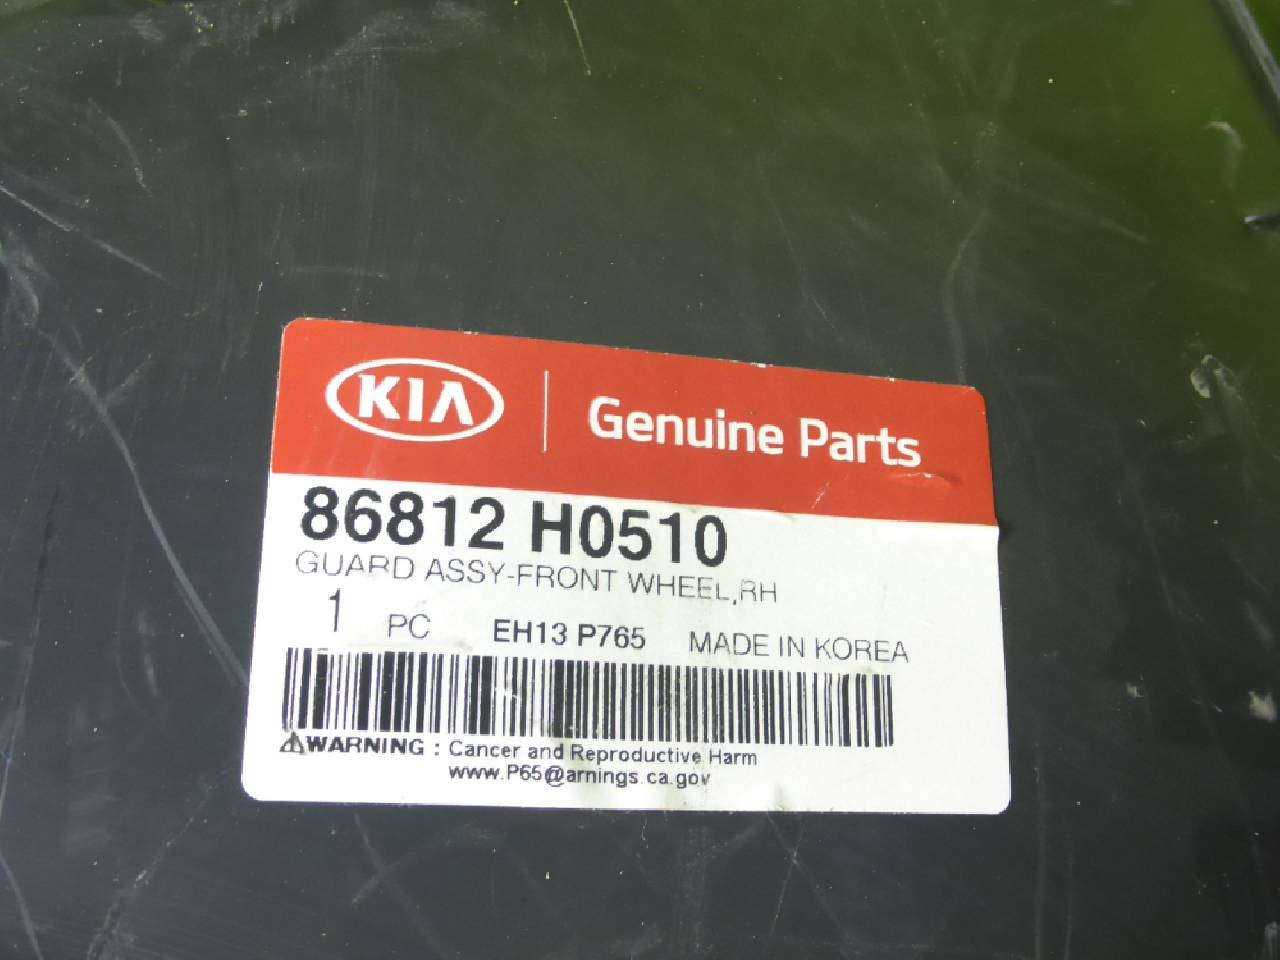 KIA Genuine Parts
86812 H0510
GUARD ASSY-FRONT WHEEL,RH
1 PC EH13 P765 MADE IN KOREA
WARNING : Cancer and Reproductive Harm
www.P65@arnings.ca.gov